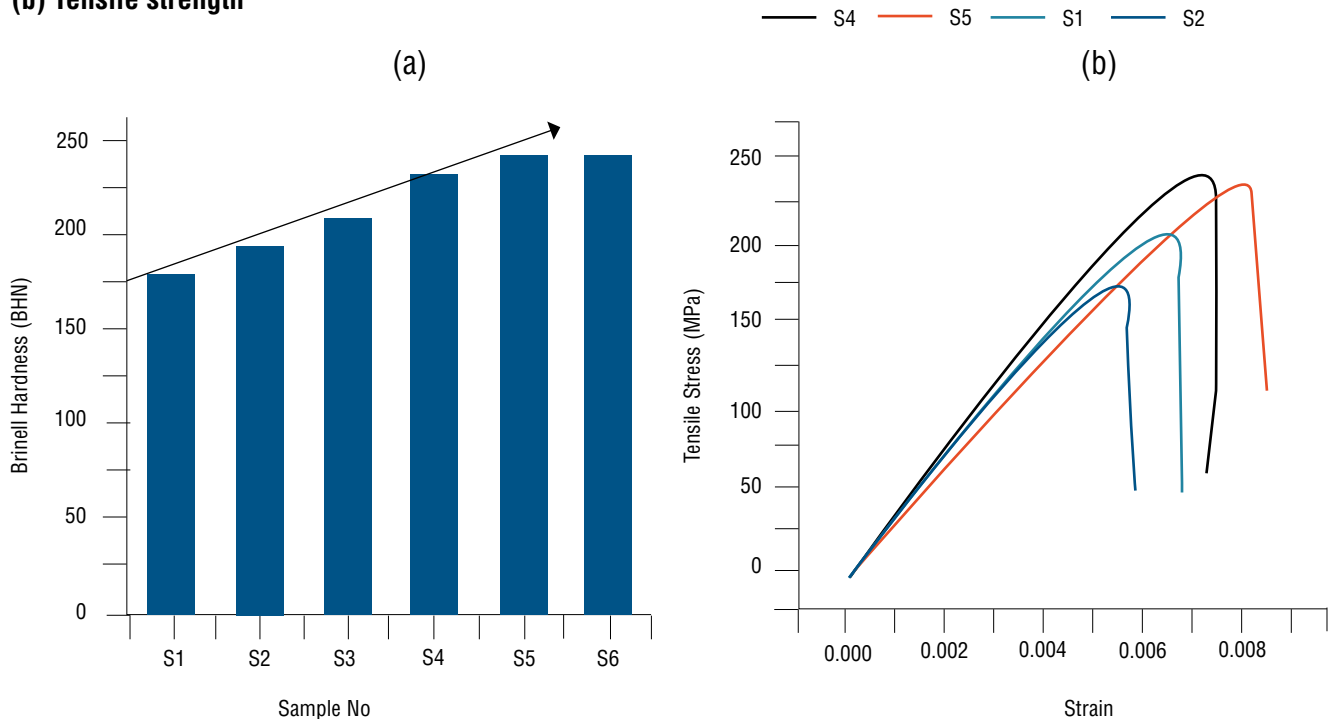 (b) Tensile strength
S4 S5 S1 S2
(a)
(b)
Brinell Hardness (BHN)
250
200
150
100
50
0
S1 S2 S3 S4 S5 S6
Sample No
Tensile Stress (MPa)
250
200
150
100
50
0
0.000 0.002 0.004 0.006 0.008
Strain